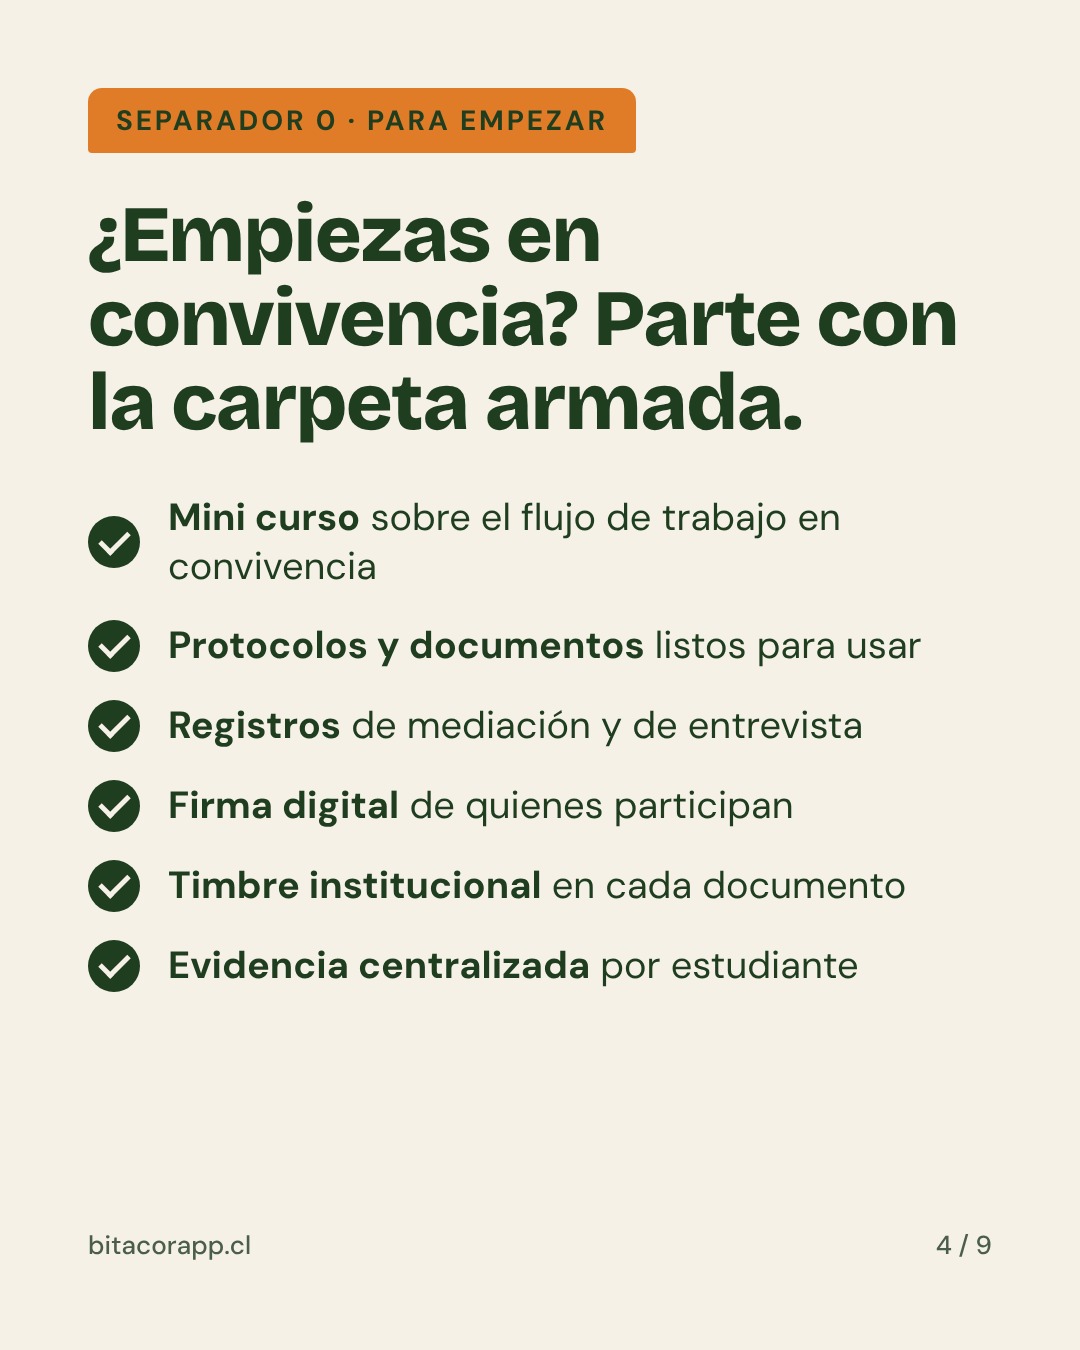 SEPARADOR 0 · PARA EMPEZAR
¿Empiezas en
convivencia? Parte con
la carpeta armada.
Mini curso sobre el flujo de trabajo en
convivencia
Protocolos y documentos listos para usar
Registros de mediación y de entrevista
Firma digital de quienes participan
Timbre institucional en cada documento
Evidencia centralizada por estudiante
bitacorapp.cl
4 / 9